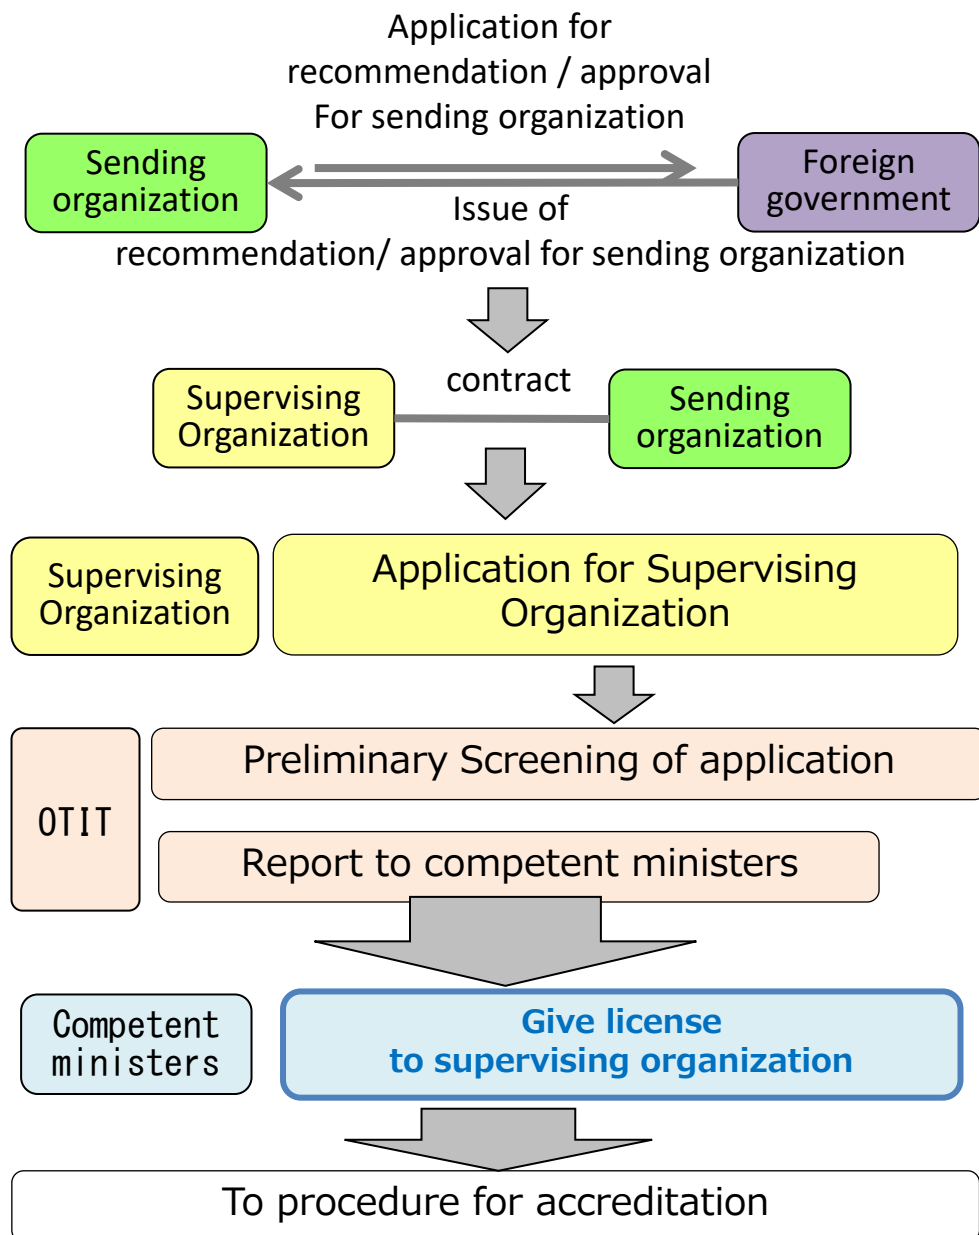 Application for
recommendation / approval
For sending organization
Sending
organization
Foreign
government
Issue of
recommendation/ approval for sending organization
Supervising
Organization
contract
Sending
organization
Supervising
Organization
Application for Supervising
Organization
OTIT
Preliminary Screening of application
Report to competent ministers
Competent
ministers
Give license
to supervising organization
To procedure for accreditation